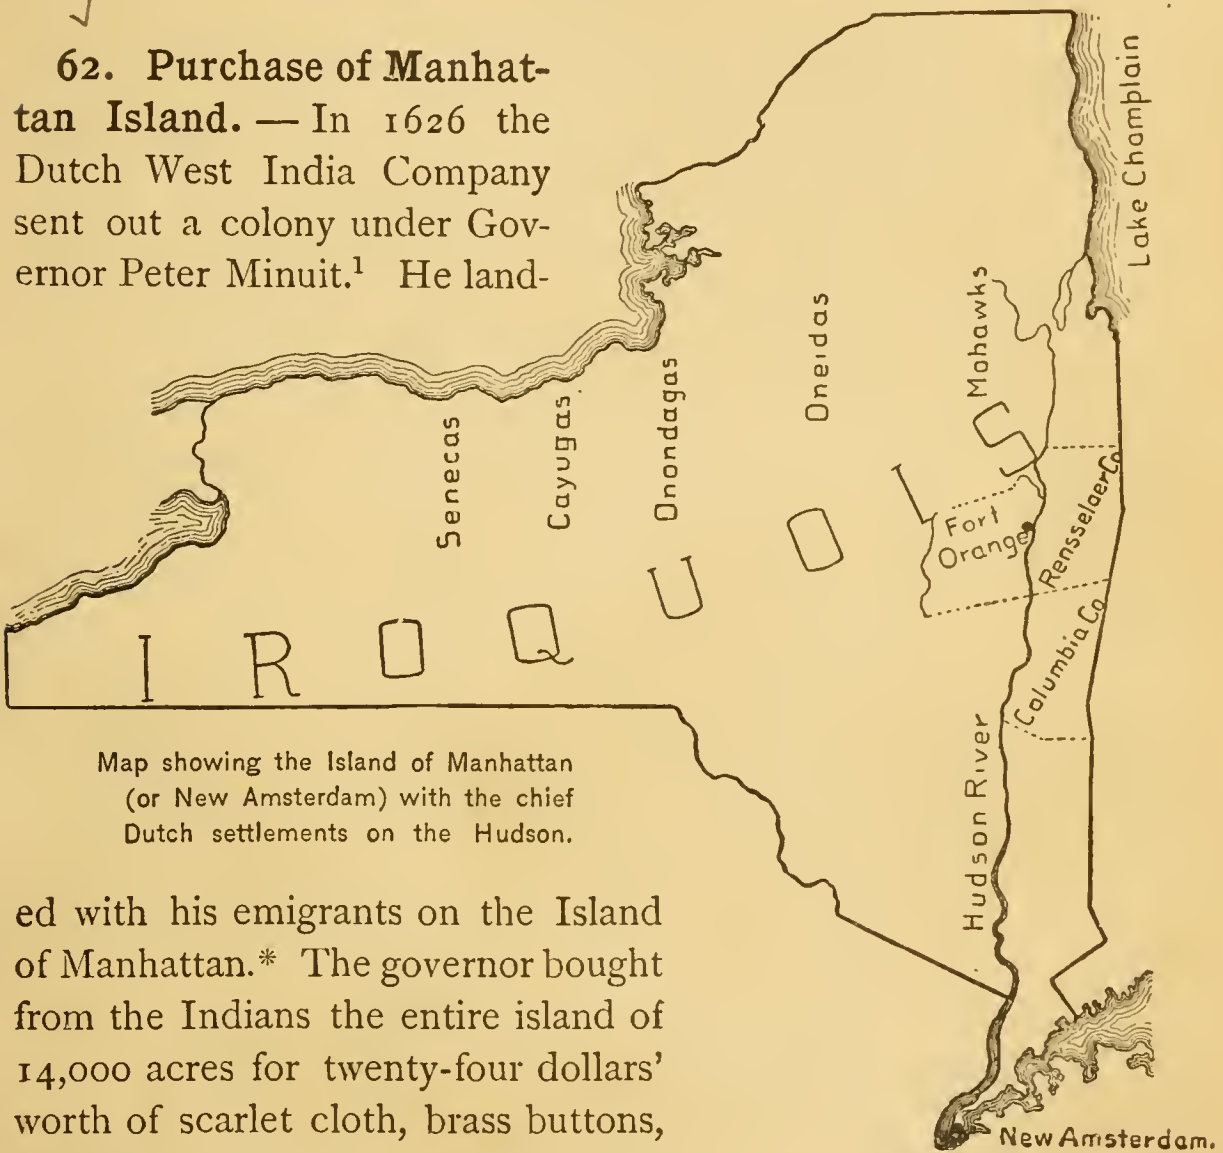 62. Purchase of Manhat-
tan Island. — In 1626 the
Dutch West India Company
sent out a colony under Gov-
ernor Peter Minuit.¹ He land-
Lake Champlain
Mohawks
Oneidas
Onondagas
Cayugas
Senecas
IROQUOIS
Fort
Orange
Rensselaer Co.
Columbia Co.
Hudson River
New Amsterdam.
Map showing the Island of Manhattan
(or New Amsterdam) with the chief
Dutch settlements on the Hudson.
ed with his emigrants on the Island
of Manhattan.* The governor bought
from the Indians the entire island of
14,000 acres for twenty-four dollars’
worth of scarlet cloth, brass buttons,